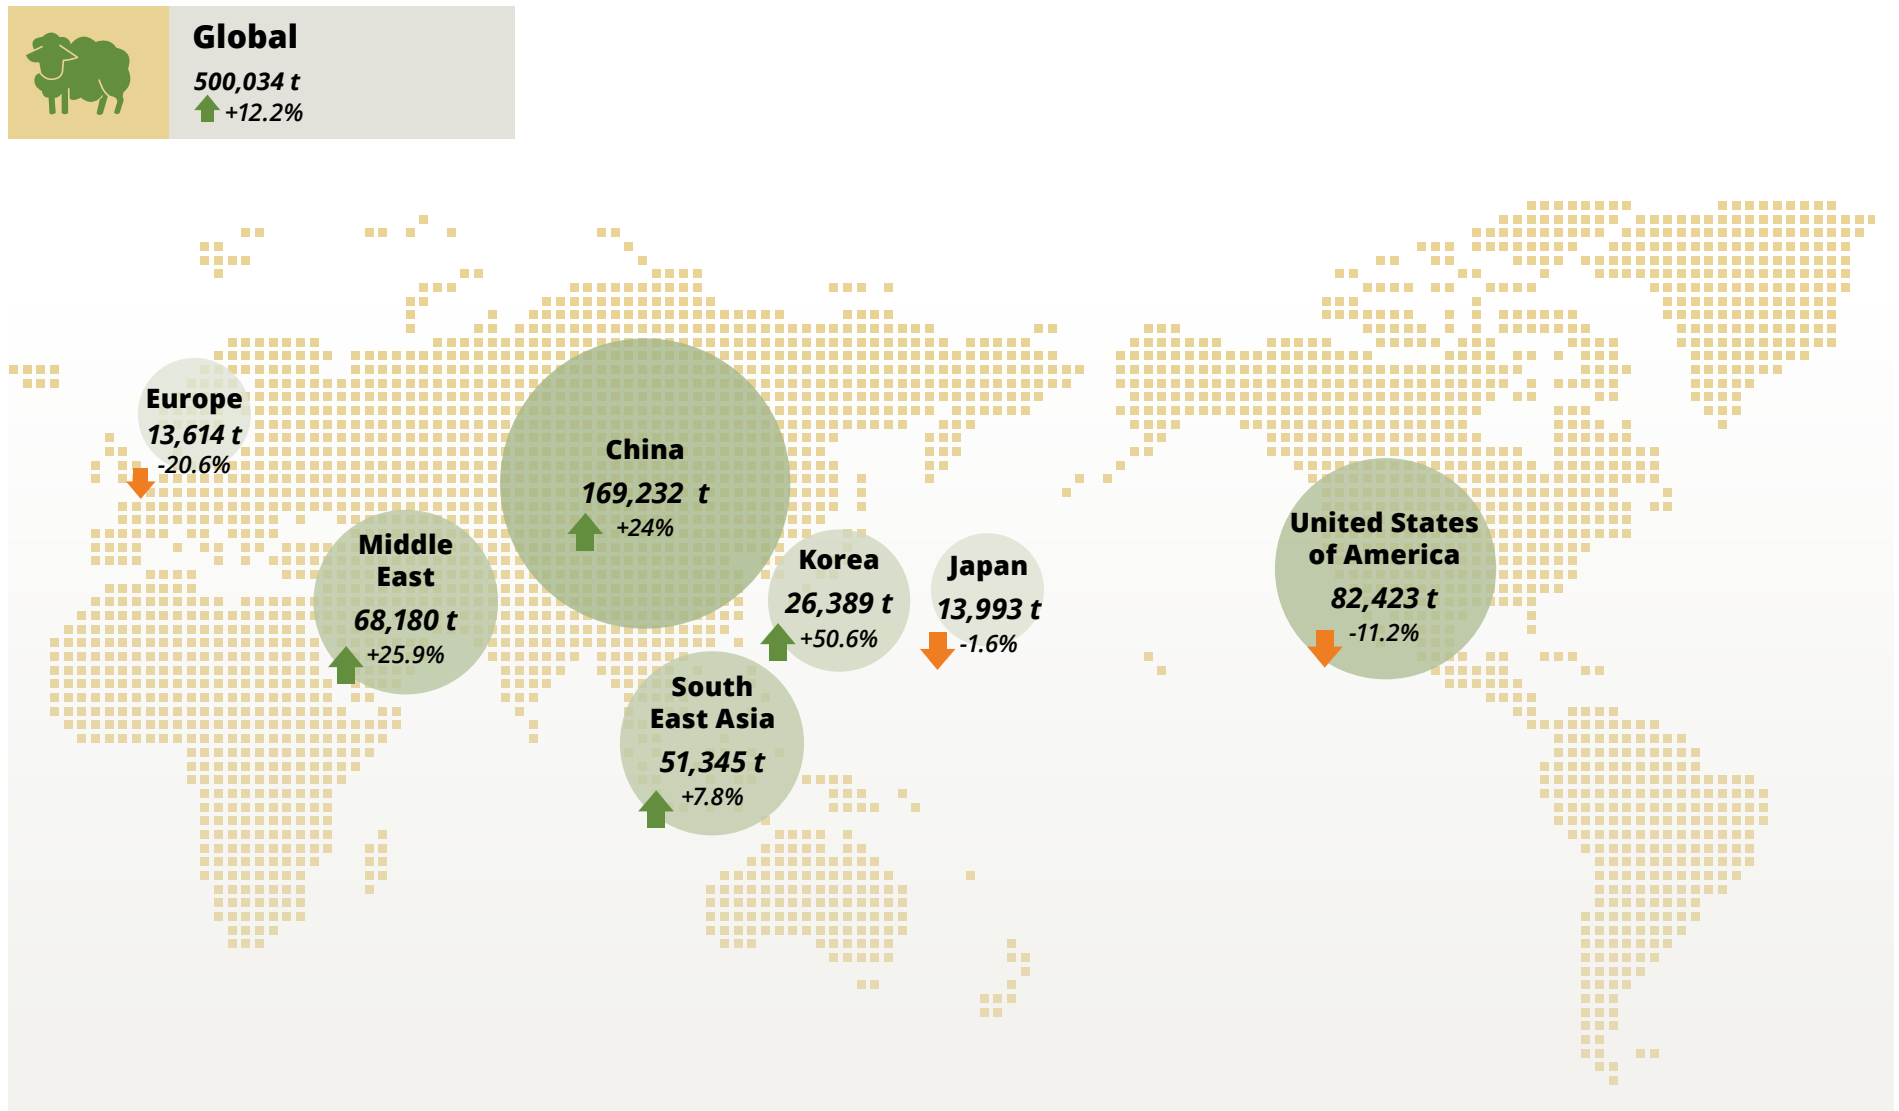 Global
500,034 t
+12.2%
Europe
13,614 t
-20.6%
China
169,232 t
+24%
Middle
East
68,180 t
+25.9%
Korea
26,389 t
+50.6%
Japan
13,993 t
-1.6%
United States
of America
82,423 t
-11.2%
South
East Asia
51,345 t
+7.8%